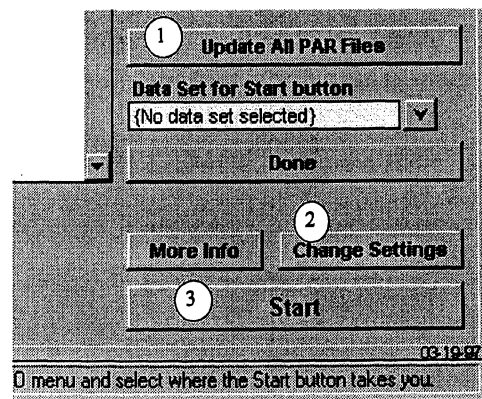 1 Update All PAR Files
Data Set for Start button
{No data set selected}
Done
2
More Info Change Settings
3 Start
03-19-97
O menu and select where the Start button takes you.